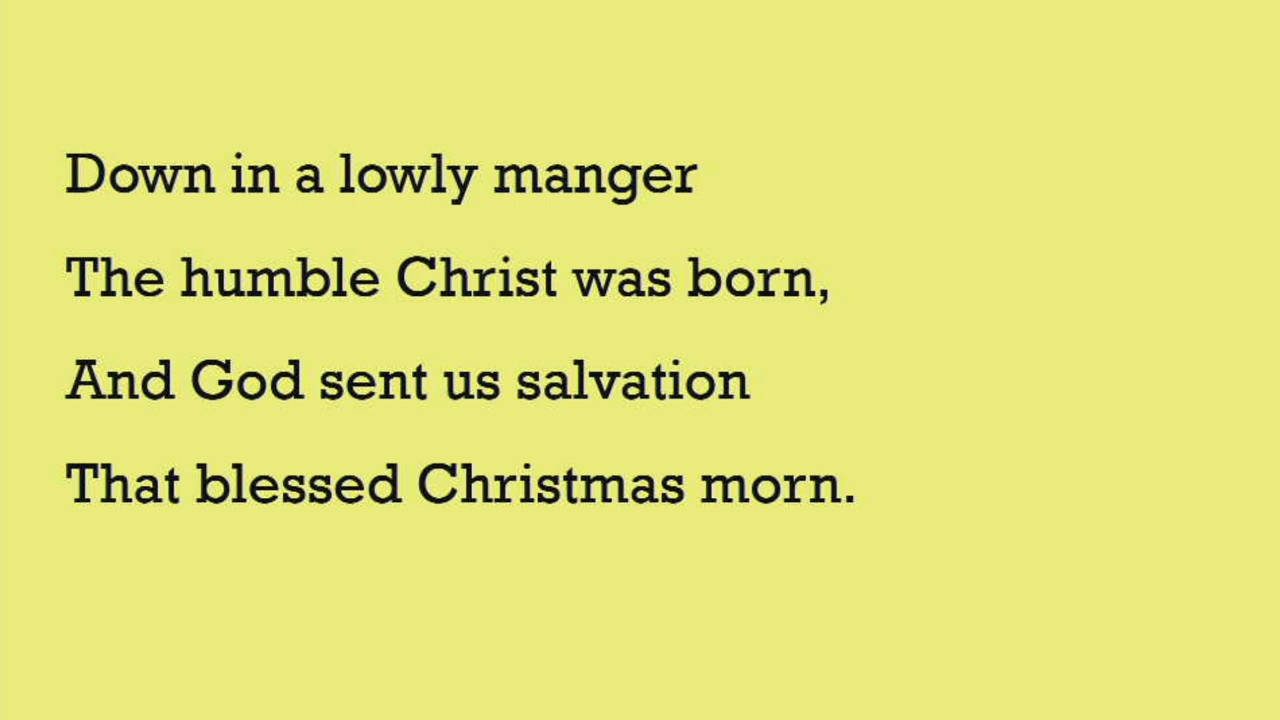 Down in a lowly manger
The humble Christ was born,
And God sent us salvation
That blessed Christmas morn.